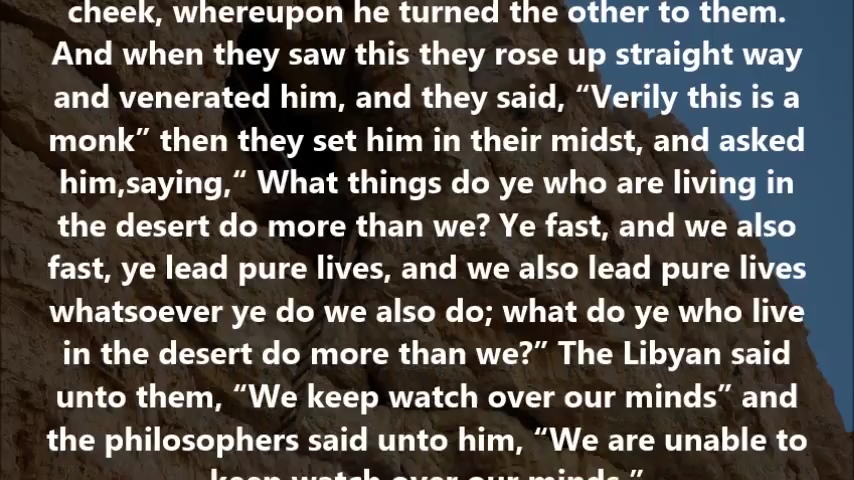 cheek, whereupon he turned the other to them.
And when they saw this they rose up straight way
and venerated him, and they said, “Verily this is a
monk” then they set him in their midst, and asked
him,saying,“ What things do ye who are living in
the desert do more than we? Ye fast, and we also
fast, ye lead pure lives, and we also lead pure lives
whatsoever ye do we also do; what do ye who live
in the desert do more than we?” The Libyan said
unto them, “We keep watch over our minds” and
the philosophers said unto him, “We are unable to
keep watch over our minds.”